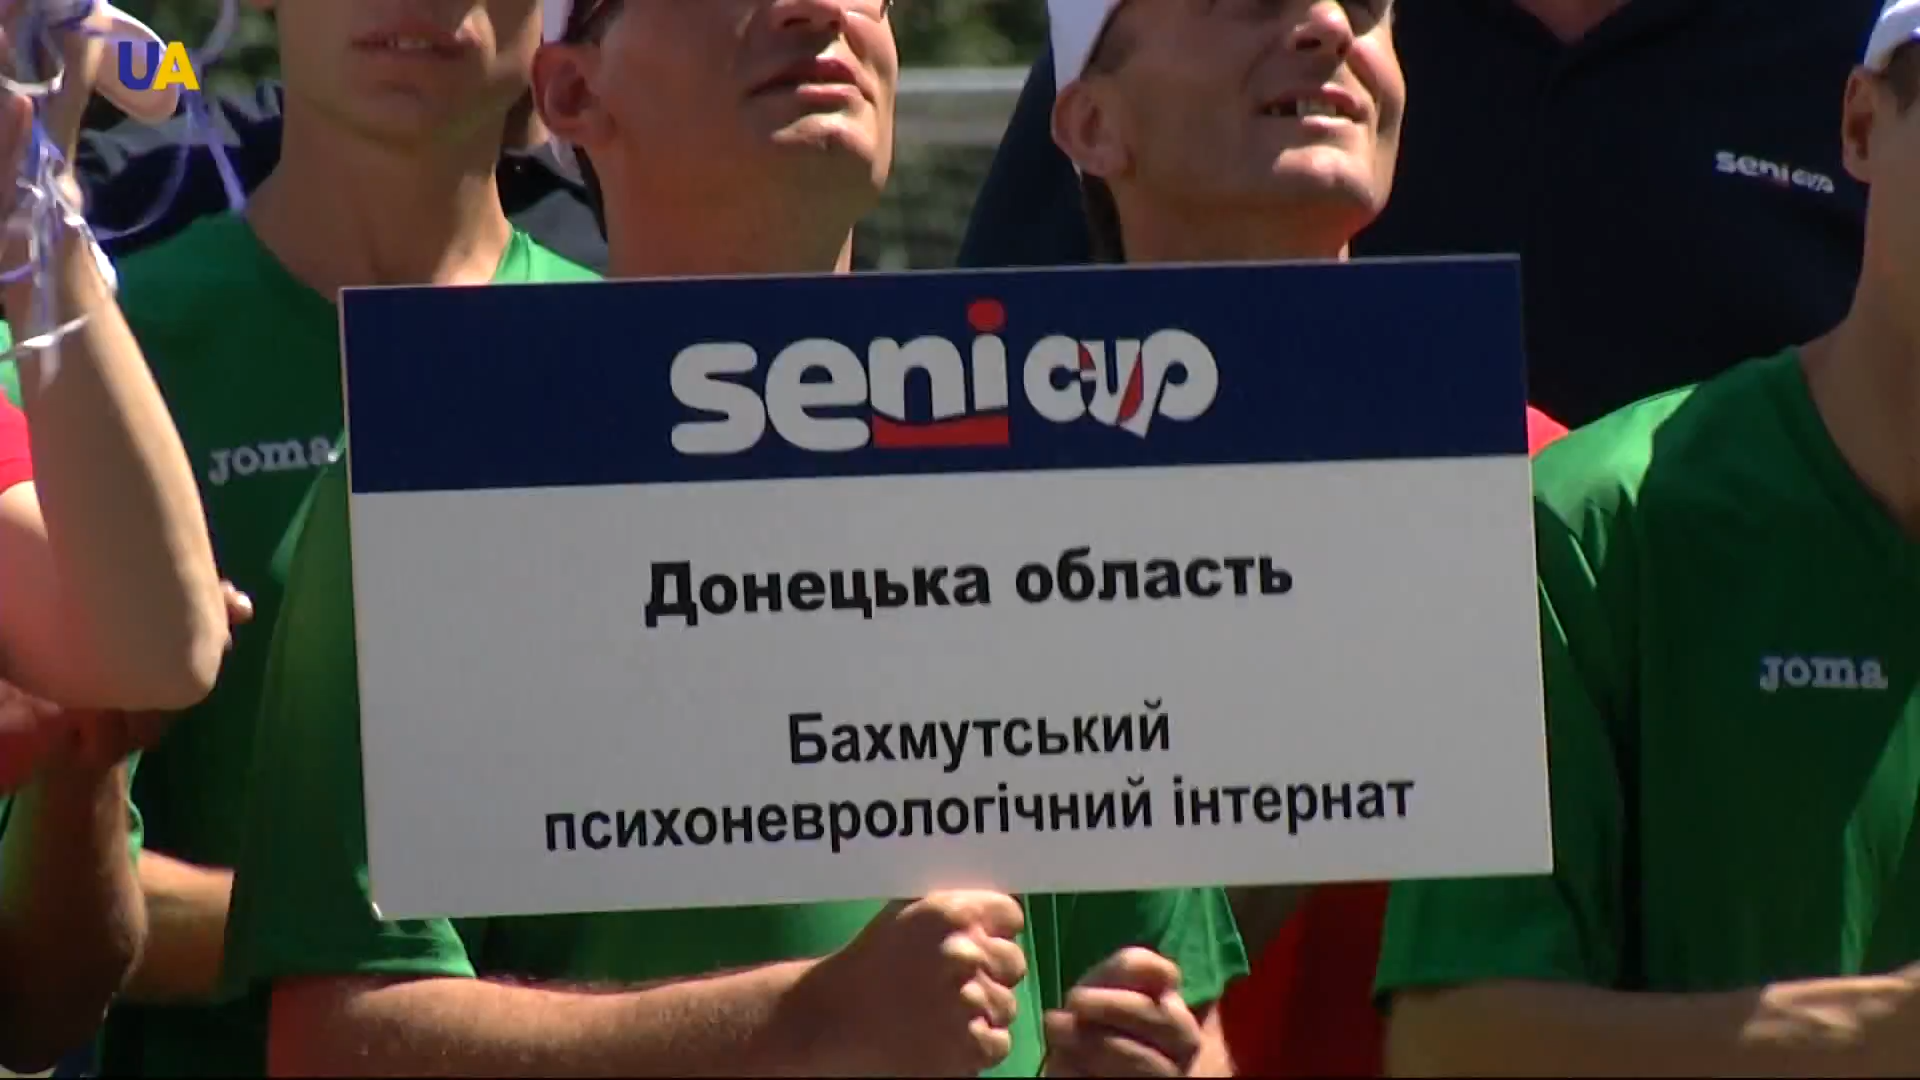 UA
seni cup
joma
seni cup
Донецька область
joma
Бахмутський
психоневрологічний інтернат